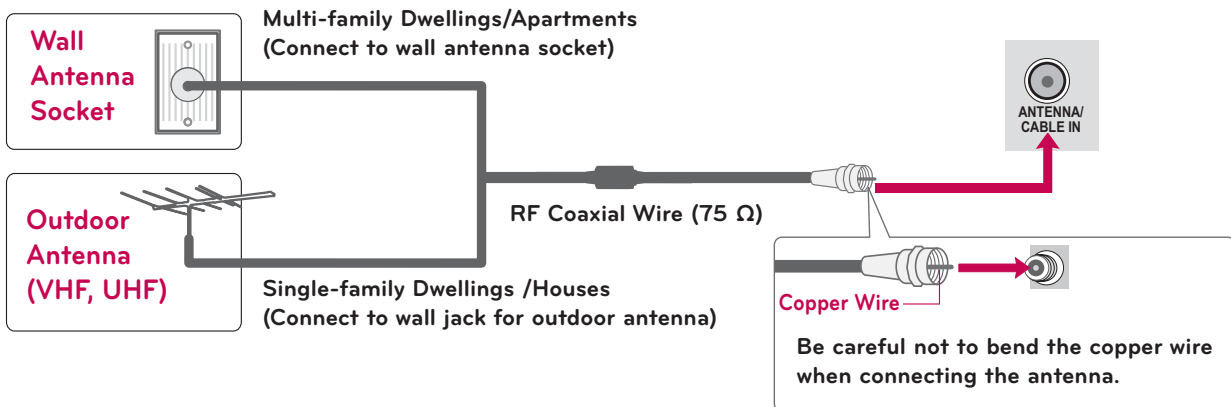 Wall
Antenna
Socket
Multi-family Dwellings/Apartments
(Connect to wall antenna socket)
ANTENNA/
CABLE IN
RF Coaxial Wire (75 Ω)
Outdoor
Antenna
(VHF, UHF)
Single-family Dwellings /Houses
(Connect to wall jack for outdoor antenna)
Copper Wire
Be careful not to bend the copper wire
when connecting the antenna.